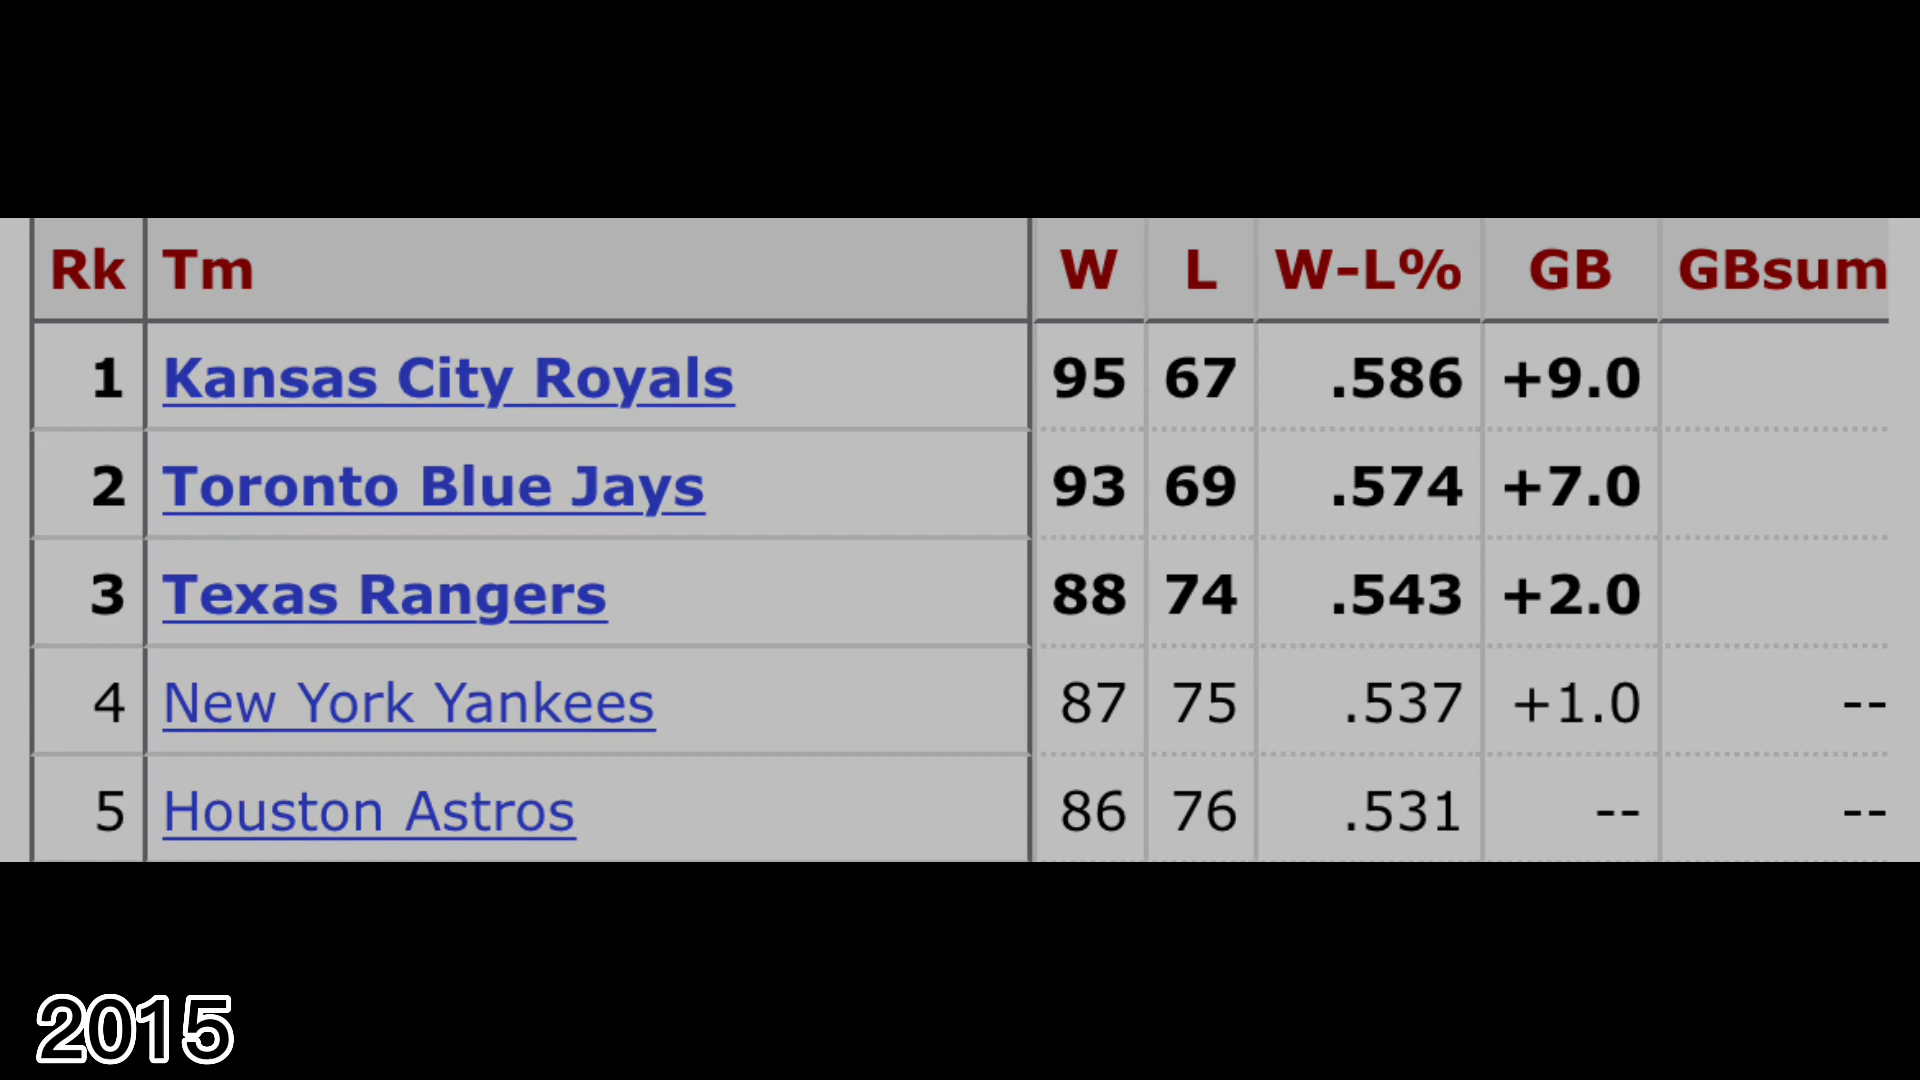 Rk Tm W L W-L% GB GBsum
1 Kansas City Royals 95 67 .586 +9.0
2 Toronto Blue Jays 93 69 .574 +7.0
3 Texas Rangers 88 74 .543 +2.0
4 New York Yankees 87 75 .537 +1.0 --
5 Houston Astros 86 76 .531 -- --
2015